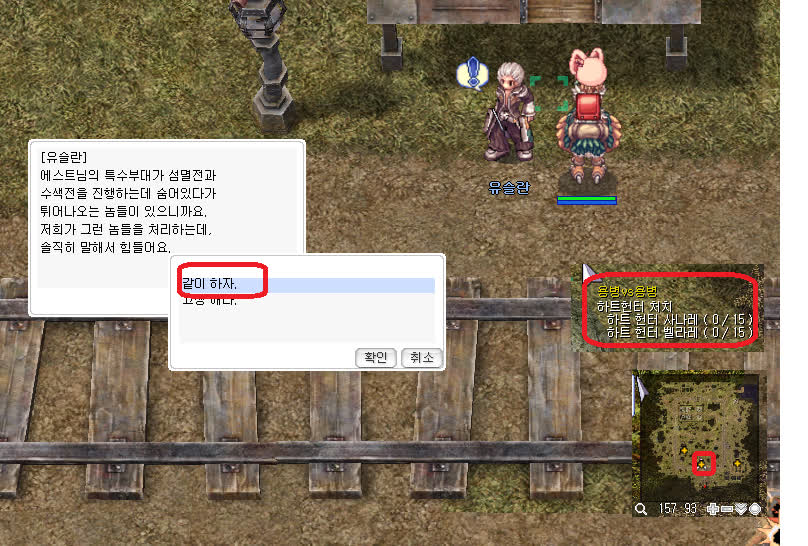 [유슬란]
에스트님의 특수부대가 섬멸전과
수색전을 진행하는데 숨어있다가
튀어나오는 놈들이 있으니까요.
저희가 그런 놈들을 처리하는데,
솔직히 말해서 힘들어요.
같이 하자.
고생 해라.
확인 취소
유슬란
용병vs용병
하트헌터 처치
하트 헌터 사나레 ( 0 / 15 )
하트 헌터 벨라레 ( 0 / 15 )
157 93